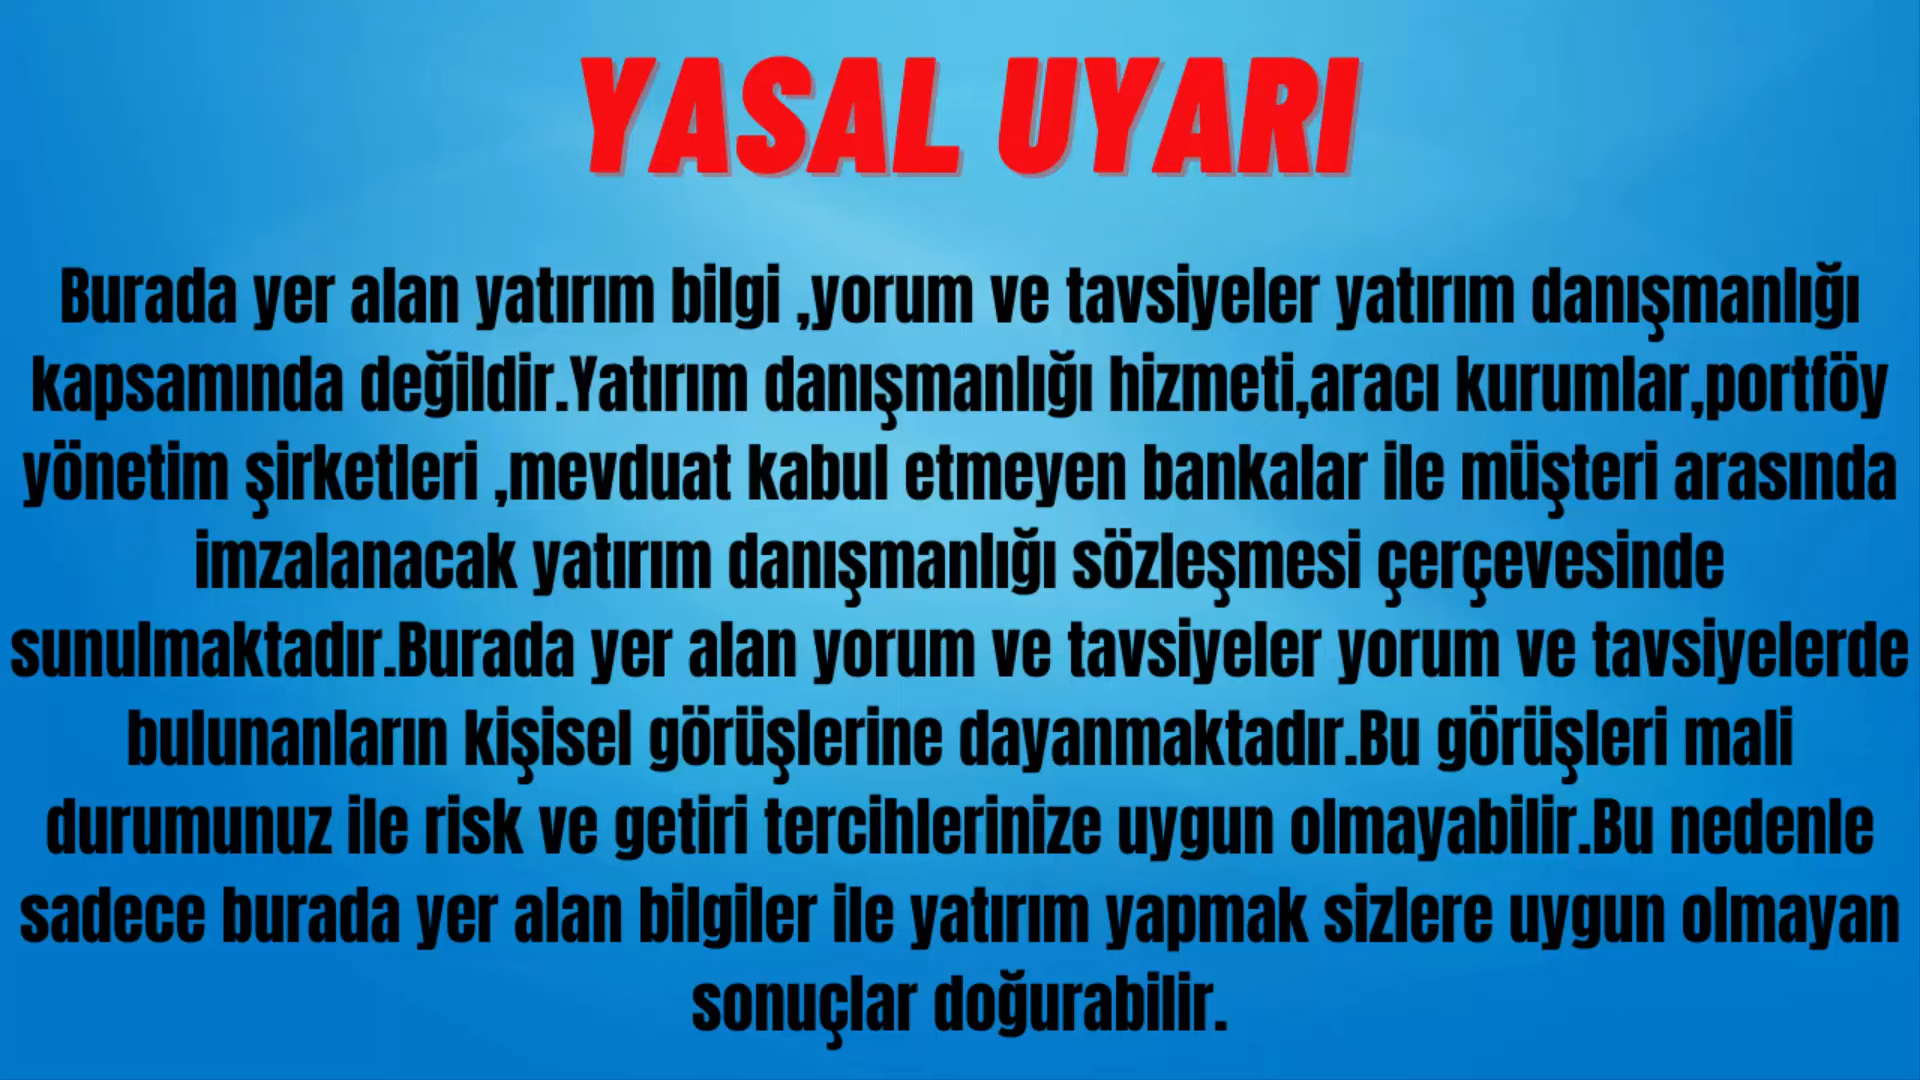 YASAL UYARI
Burada yer alan yatırım bilgi ,yorum ve tavsiyeler yatırım danışmanlığı
kapsamında değildir.Yatırım danışmanlığı hizmeti,aracı kurumlar,portföy
yönetim şirketleri ,mevduat kabul etmeyen bankalar ile müşteri arasında
imzalanacak yatırım danışmanlığı sözleşmesi çerçevesinde
sunulmaktadır.Burada yer alan yorum ve tavsiyeler yorum ve tavsiyelerde
bulunanların kişisel görüşlerine dayanmaktadır.Bu görüşleri mali
durumunuz ile risk ve getiri tercihlerinize uygun olmayabilir.Bu nedenle
sadece burada yer alan bilgiler ile yatırım yapmak sizlere uygun olmayan
sonuçlar doğurabilir.